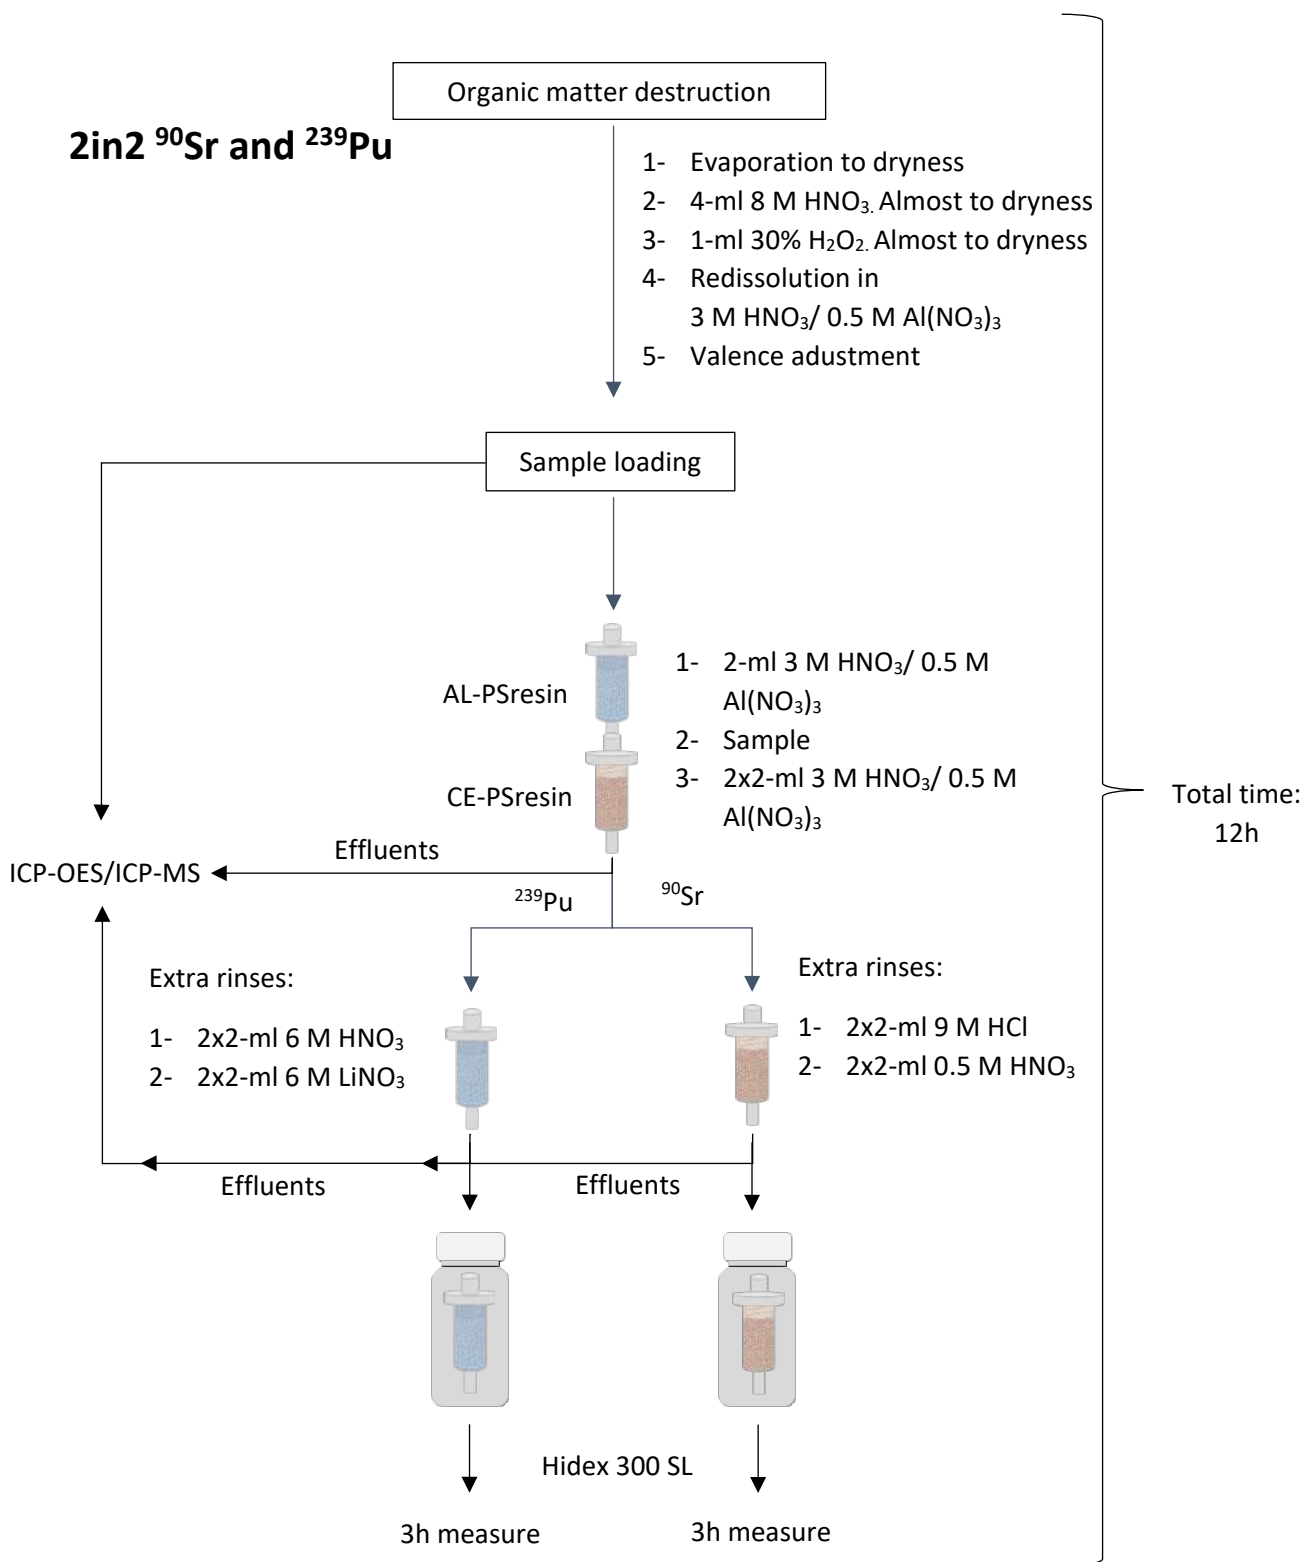 Organic matter destruction
2in2 ⁹⁰Sr and ²³⁹Pu
1- Evaporation to dryness
2- 4-ml 8 M HNO₃. Almost to dryness
3- 1-ml 30% H₂O₂. Almost to dryness
4- Redissolution in
3 M HNO₃/ 0.5 M Al(NO₃)₃
5- Valence adustment
Sample loading
AL-PSresin
CE-PSresin
1- 2-ml 3 M HNO₃/ 0.5 M
Al(NO₃)₃
2- Sample
3- 2x2-ml 3 M HNO₃/ 0.5 M
Al(NO₃)₃
Total time:
12h
Effluents
ICP-OES/ICP-MS
²³⁹Pu
⁹⁰Sr
Extra rinses:
1- 2x2-ml 6 M HNO₃
2- 2x2-ml 6 M LiNO₃
Extra rinses:
1- 2x2-ml 9 M HCl
2- 2x2-ml 0.5 M HNO₃
Effluents
Effluents
Hidex 300 SL
3h measure
3h measure